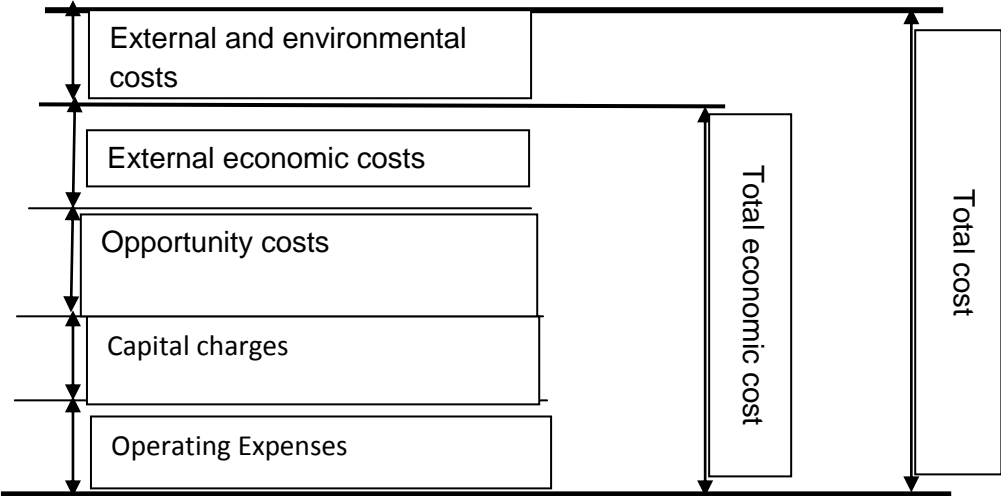 External and environmental
costs
External economic costs
Opportunity costs
Capital charges
Operating Expenses
Total economic cost
Total cost